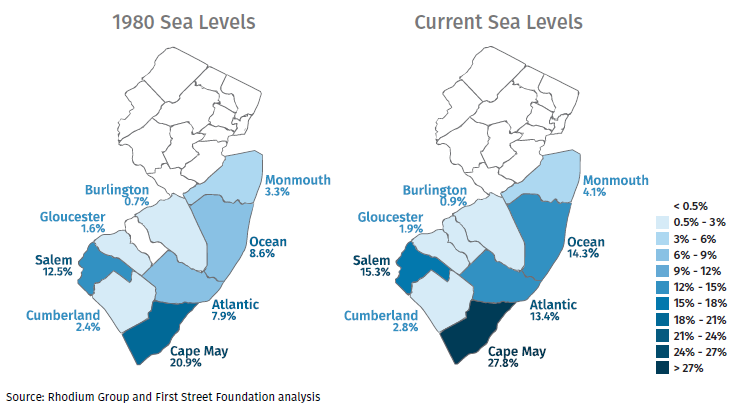 1980 Sea Levels
Monmouth
3.3%
Burlington
0.7%
Gloucester
1.6%
Ocean
8.6%
Salem
12.5%
Atlantic
7.9%
Cumberland
2.4%
Cape May
20.9%
Current Sea Levels
Monmouth
4.1%
Burlington
0.9%
Gloucester
1.9%
Ocean
14.3%
Salem
15.3%
Atlantic
13.4%
Cumberland
2.8%
Cape May
27.8%
< 0.5%
0.5% - 3%
3% - 6%
6% - 9%
9% - 12%
12% - 15%
15% - 18%
18% - 21%
21% - 24%
24% - 27%
> 27%
Source: Rhodium Group and First Street Foundation analysis